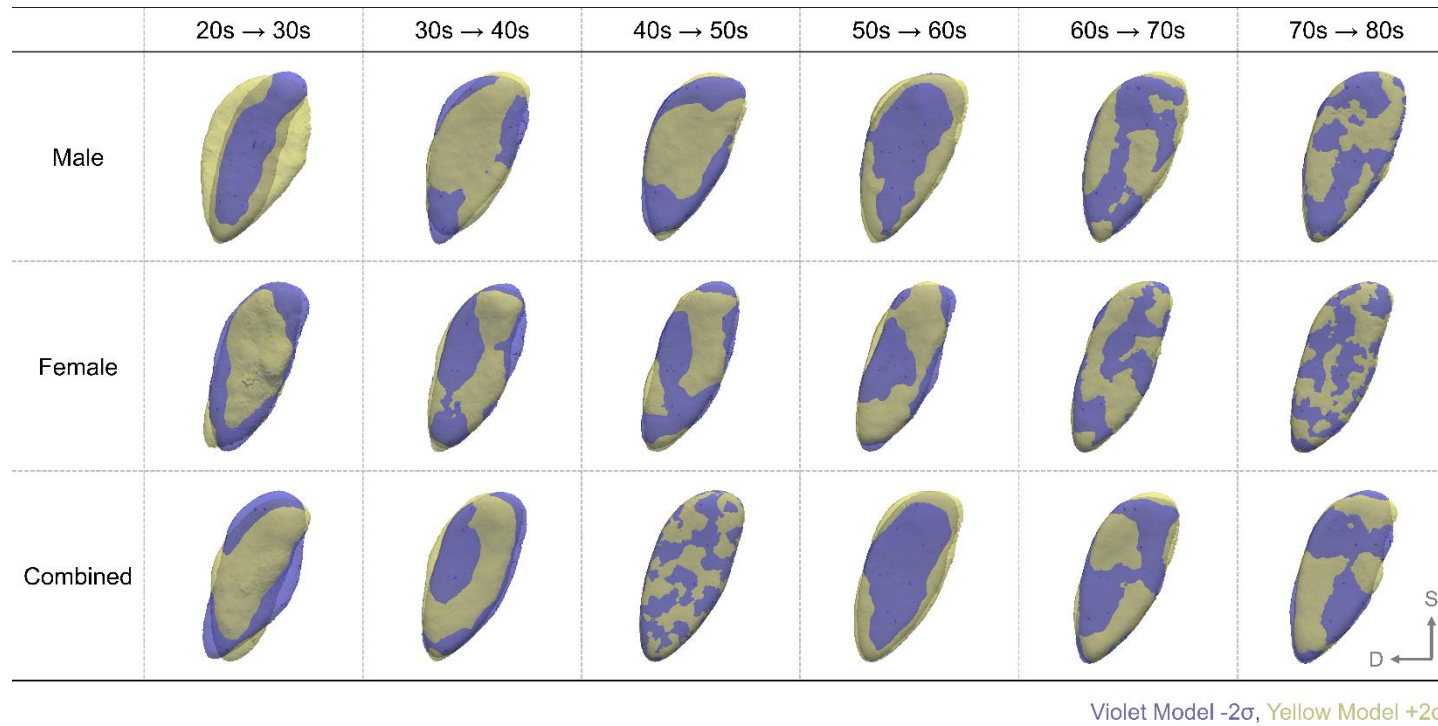 20s → 30s 30s → 40s 40s → 50s 50s → 60s 60s → 70s 70s → 80s
Male
Female
Combined
S
D
Violet Model -2σ, Yellow Model +2σ